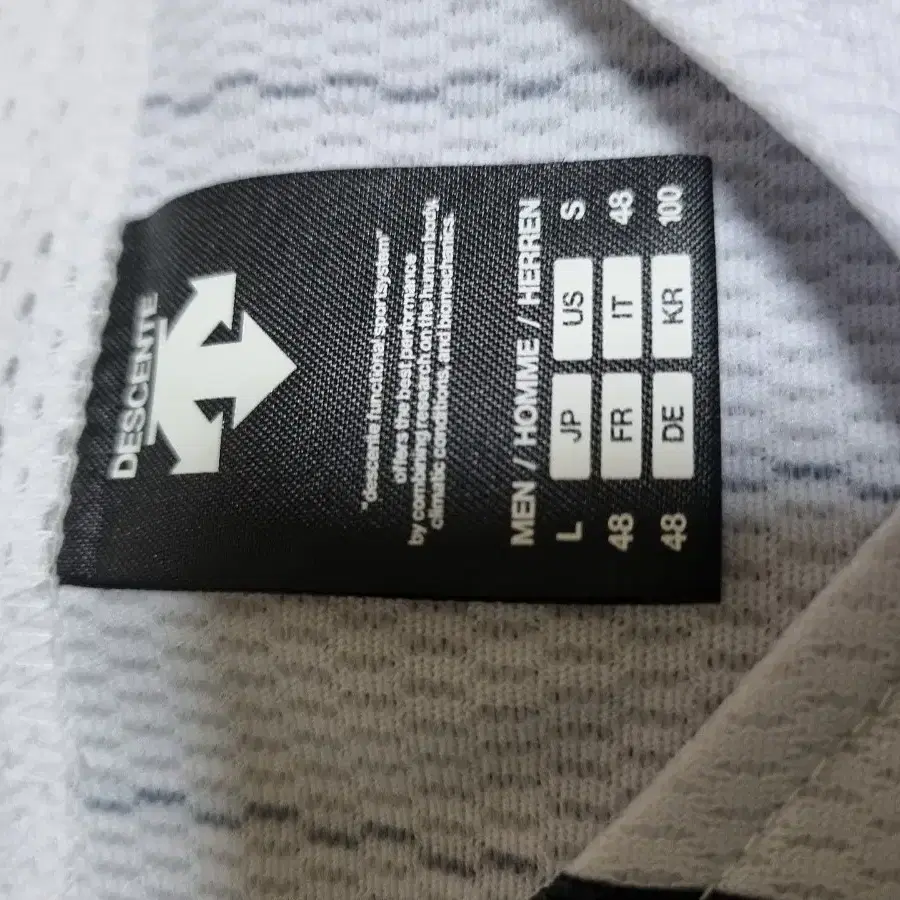 DESCENTE
"descente functional sportsystem"
offers the best performance
by combining research on the human body,
climatic conditions, and biomechanics.
MEN / HOMME / HERREN
L JP US S
48 FR IT 48
48 DE KR 100